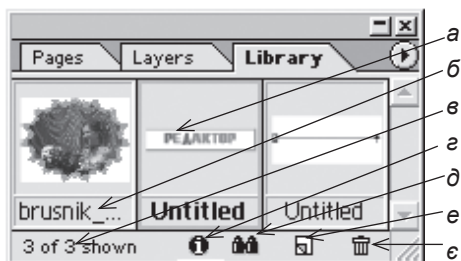 Pages Layers Library
а
б
в
г
д
е
є
РЕДАКТОР
brusnik_... Untitled Untitled
3 of 3 shown